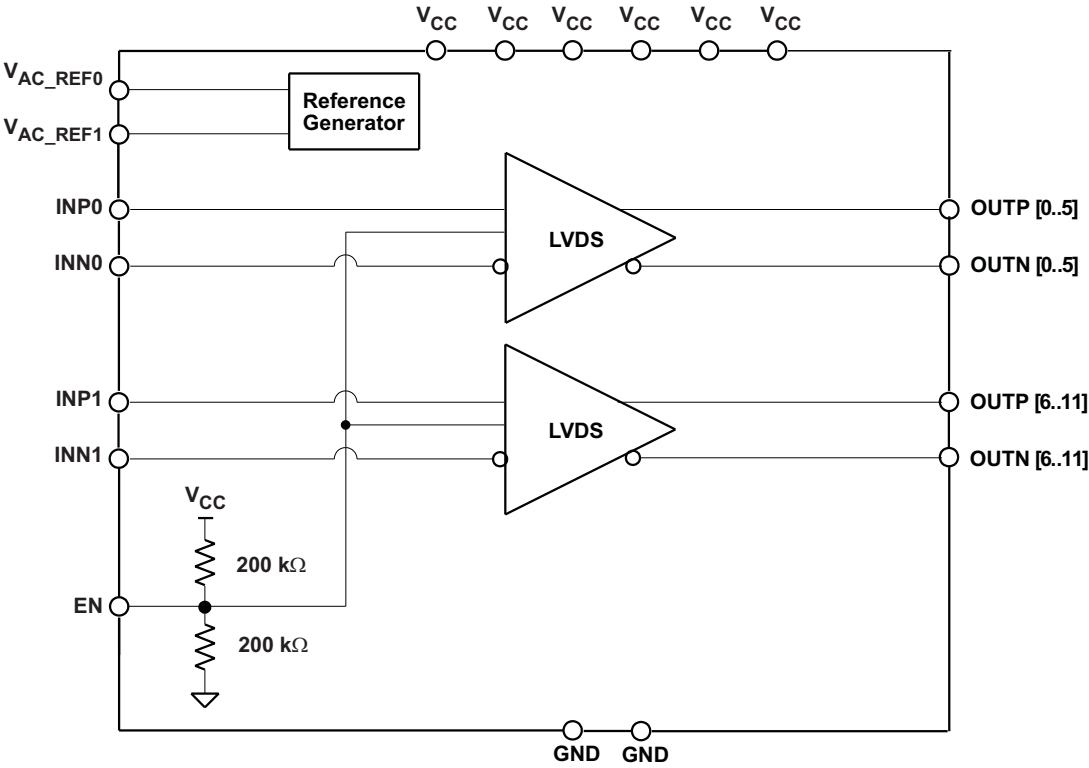 VCC VCC VCC VCC VCC VCC
VAC_REF0
Reference
Generator
VAC_REF1
INP0
LVDS
OUTP [0..5]
INN0
OUTN [0..5]
INP1
LVDS
OUTP [6..11]
INN1
OUTN [6..11]
VCC
200 kΩ
EN
200 kΩ
GND GND